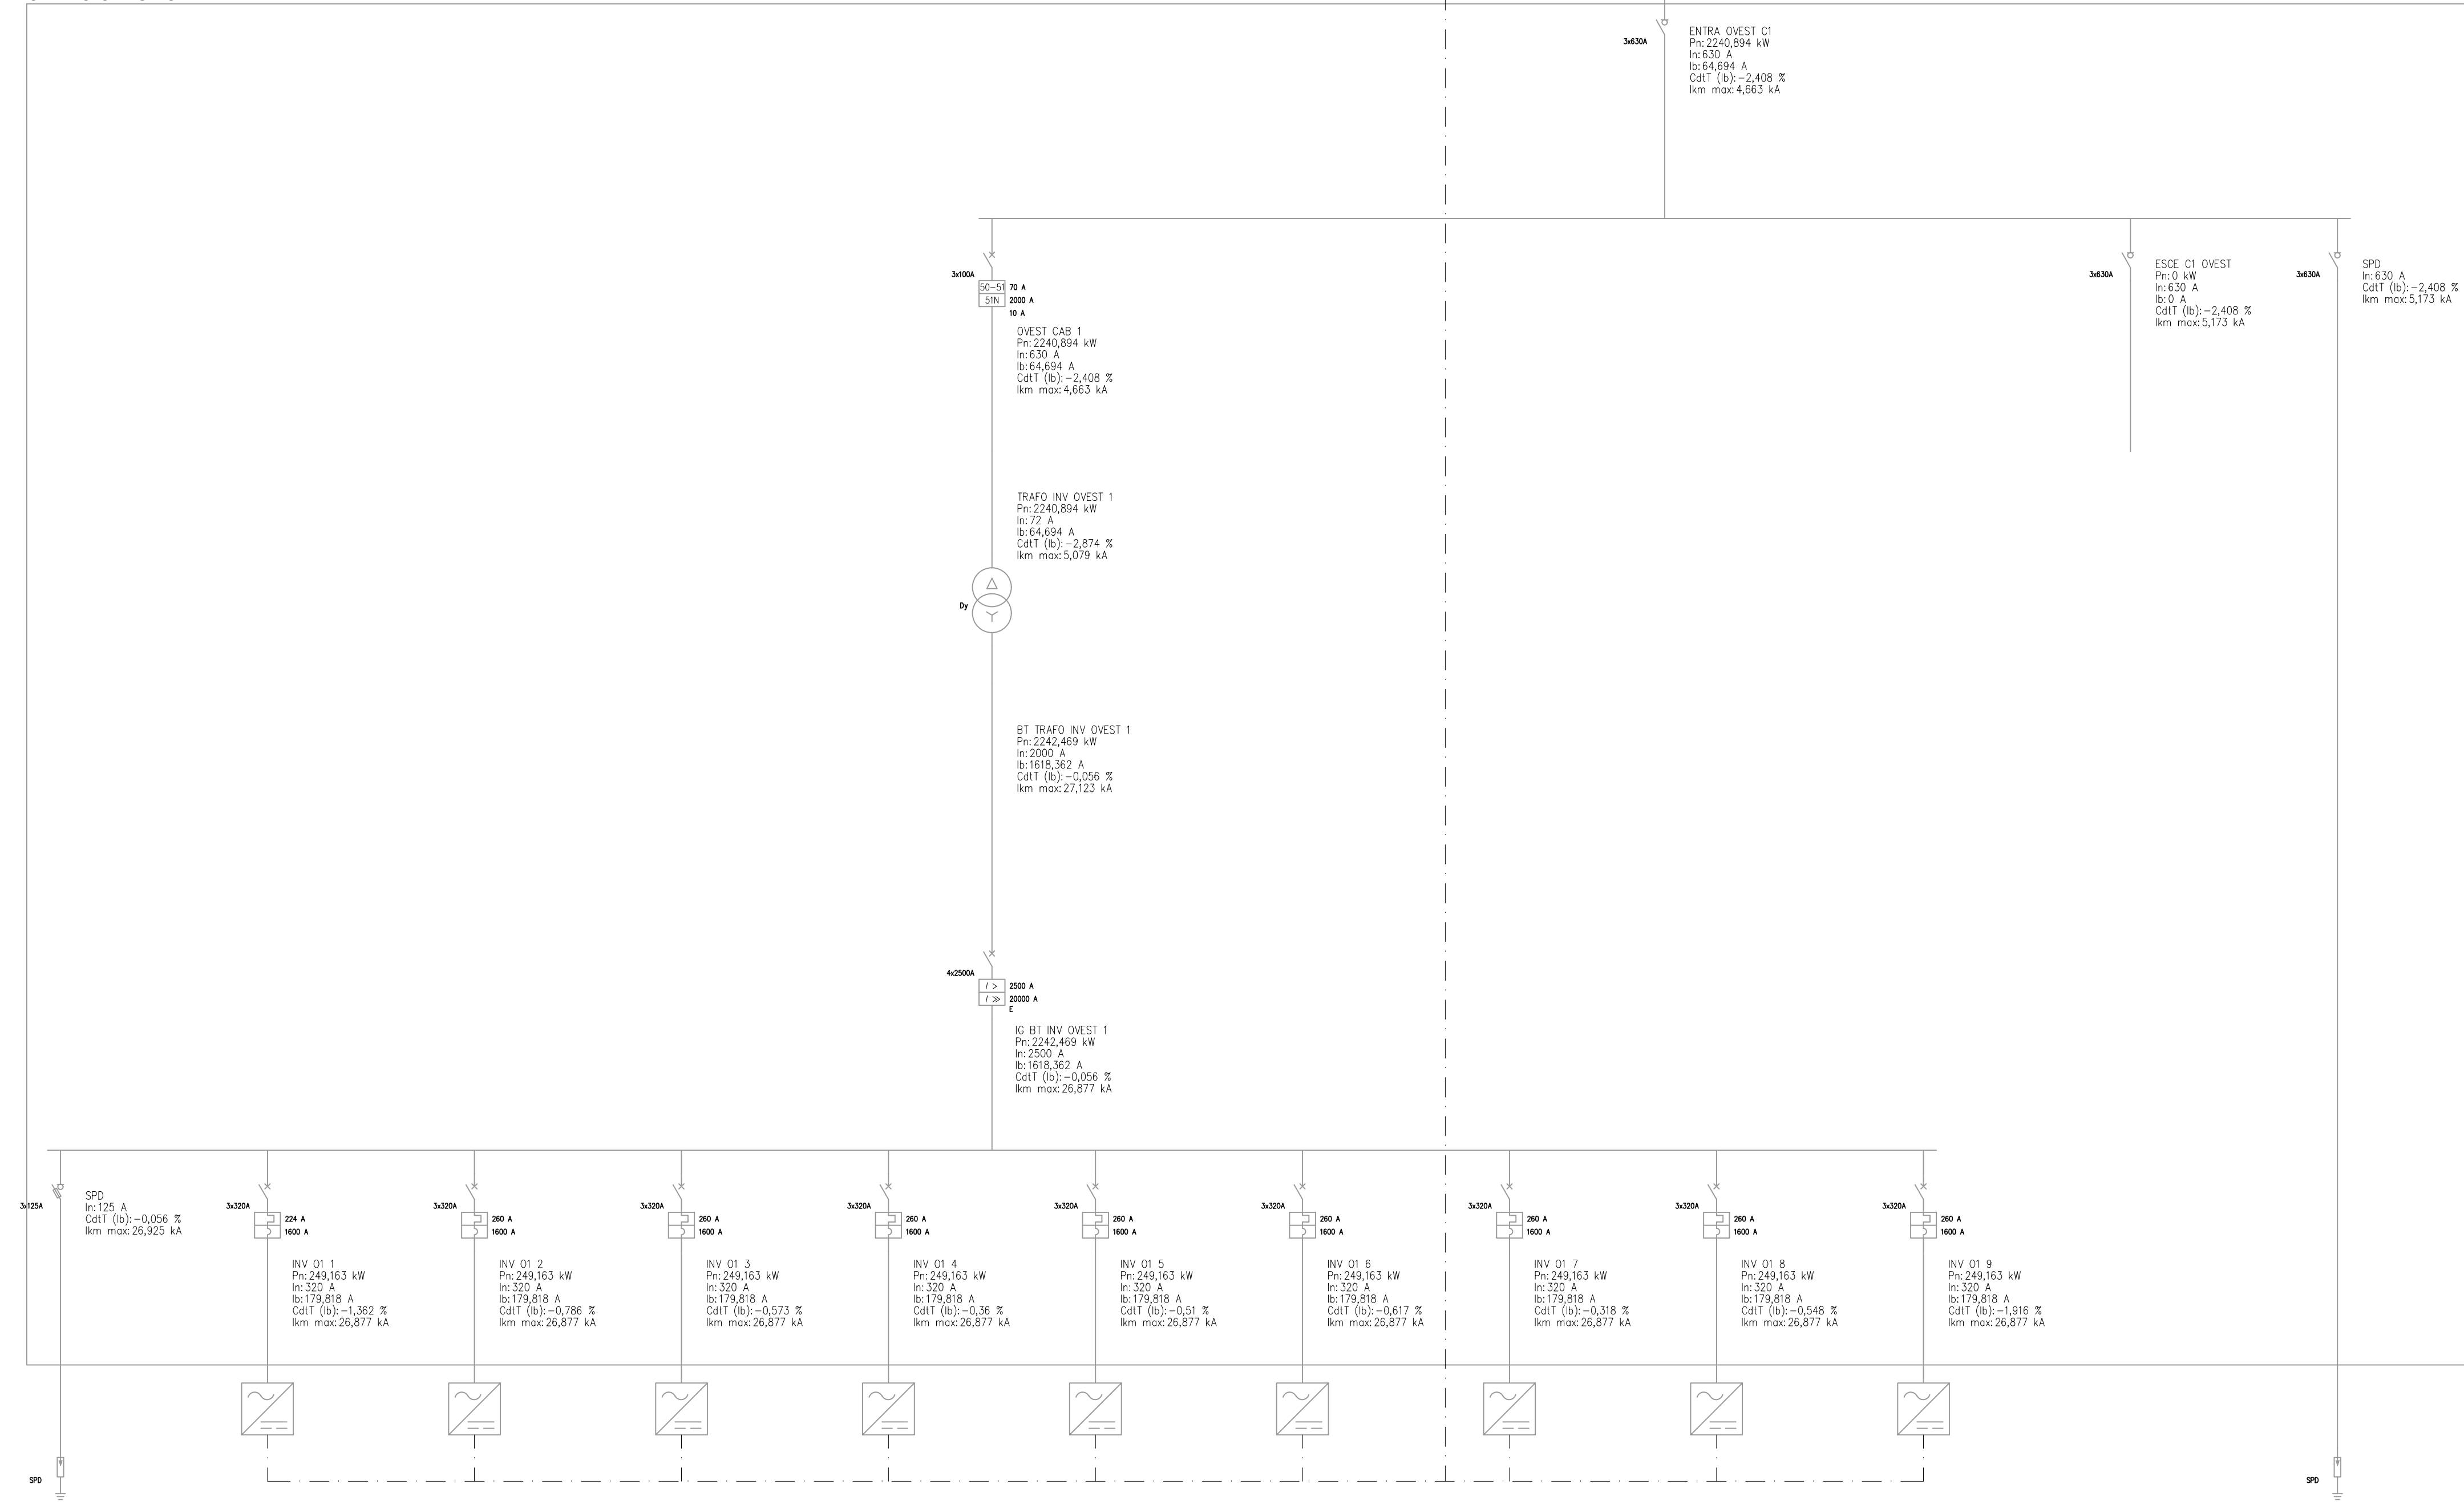 3x630A
ENTRA OVEST C1
Pn: 2240,894 kW
In: 630 A
Ib: 64,694 A
CdtT (Ib): -2,408 %
Ikm max: 4,663 kA
3x100A
50-51
70 A
51N
2000 A
10 A
OVEST CAB 1
Pn: 2240,894 kW
In: 630 A
Ib: 64,694 A
CdtT (Ib): -2,408 %
Ikm max: 4,663 kA
3x630A
ESCE C1 OVEST
Pn: 0 kW
In: 630 A
Ib: 0 A
CdtT (Ib): -2,408 %
Ikm max: 5,173 kA
3x630A
SPD
In: 630 A
CdtT (Ib): -2,408 %
Ikm max: 5,173 kA
TRAFO INV OVEST 1
Pn: 2240,894 kW
In: 72 A
Ib: 64,694 A
CdtT (Ib): -2,874 %
Ikm max: 5,079 kA
Dy
BT TRAFO INV OVEST 1
Pn: 2242,469 kW
In: 2000 A
Ib: 1618,362 A
CdtT (Ib): -0,056 %
Ikm max: 27,123 kA
4x2500A
I >
2500 A
I >>
20000 A
E
IG BT INV OVEST 1
Pn: 2242,469 kW
In: 2500 A
Ib: 1618,362 A
CdtT (Ib): -0,056 %
Ikm max: 26,877 kA
3x125A
SPD
In: 125 A
CdtT (Ib): -0,056 %
Ikm max: 26,925 kA
3x320A
224 A
1600 A
INV O1 1
Pn: 249,163 kW
In: 320 A
Ib: 179,818 A
CdtT (Ib): -1,362 %
Ikm max: 26,877 kA
3x320A
260 A
1600 A
INV O1 2
Pn: 249,163 kW
In: 320 A
Ib: 179,818 A
CdtT (Ib): -0,786 %
Ikm max: 26,877 kA
3x320A
260 A
1600 A
INV O1 3
Pn: 249,163 kW
In: 320 A
Ib: 179,818 A
CdtT (Ib): -0,573 %
Ikm max: 26,877 kA
3x320A
260 A
1600 A
INV O1 4
Pn: 249,163 kW
In: 320 A
Ib: 179,818 A
CdtT (Ib): -0,36 %
Ikm max: 26,877 kA
3x320A
260 A
1600 A
INV O1 5
Pn: 249,163 kW
In: 320 A
Ib: 179,818 A
CdtT (Ib): -0,51 %
Ikm max: 26,877 kA
3x320A
260 A
1600 A
INV O1 6
Pn: 249,163 kW
In: 320 A
Ib: 179,818 A
CdtT (Ib): -0,617 %
Ikm max: 26,877 kA
3x320A
260 A
1600 A
INV O1 7
Pn: 249,163 kW
In: 320 A
Ib: 179,818 A
CdtT (Ib): -0,318 %
Ikm max: 26,877 kA
3x320A
260 A
1600 A
INV O1 8
Pn: 249,163 kW
In: 320 A
Ib: 179,818 A
CdtT (Ib): -0,548 %
Ikm max: 26,877 kA
3x320A
260 A
1600 A
INV O1 9
Pn: 249,163 kW
In: 320 A
Ib: 179,818 A
CdtT (Ib): -1,916 %
Ikm max: 26,877 kA
SPD
SPD